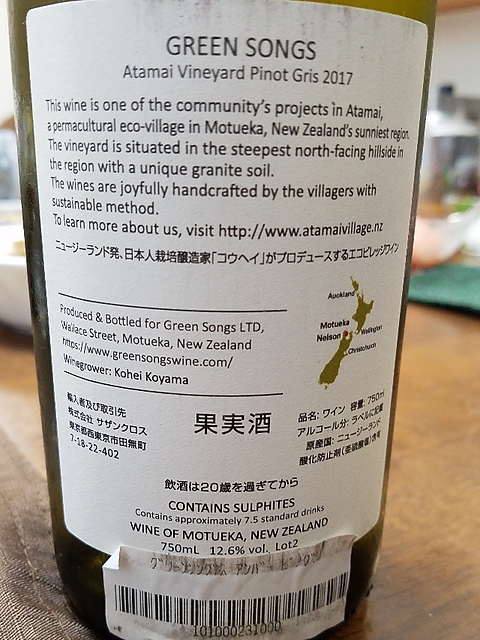 GREEN SONGS
Atamai Vineyard Pinot Gris 2017
This wine is one of the community's projects in Atamai,
a permacultural eco-village in Motueka, New Zealand's sunniest region.
The vineyard is situated in the steepest north-facing hillside in
the region with a unique granite soil.
The wines are joyfully handcrafted by the villagers with
sustainable method.
To learn more about us, visit http://www.atamaivillage.nz
ニュージーランド発、日本人栽培醸造家「コウヘイ」がプロデュースするエコビレッジワイン
Produced & Bottled for Green Songs LTD,
Wallace Street, Motueka, New Zealand
https://www.greensongswine.com/
Winegrower: Kohei Koyama
Auckland
Motueka
Nelson
Wellington
Christchurch
輸入者及び取引先
株式会社 サザンクロス
東京都西東京市田無町
7-18-22-402
果実酒
品名: ワイン 容量: 750ml
アルコール分: ラベルに記載
原産国: ニュージーランド
酸化防止剤(亜硫酸塩)含有
飲酒は20歳を過ぎてから
CONTAINS SULPHITES
Contains approximately 7.5 standard drinks
WINE OF MOTUEKA, NEW ZEALAND
750mL 12.6% vol. Lot2